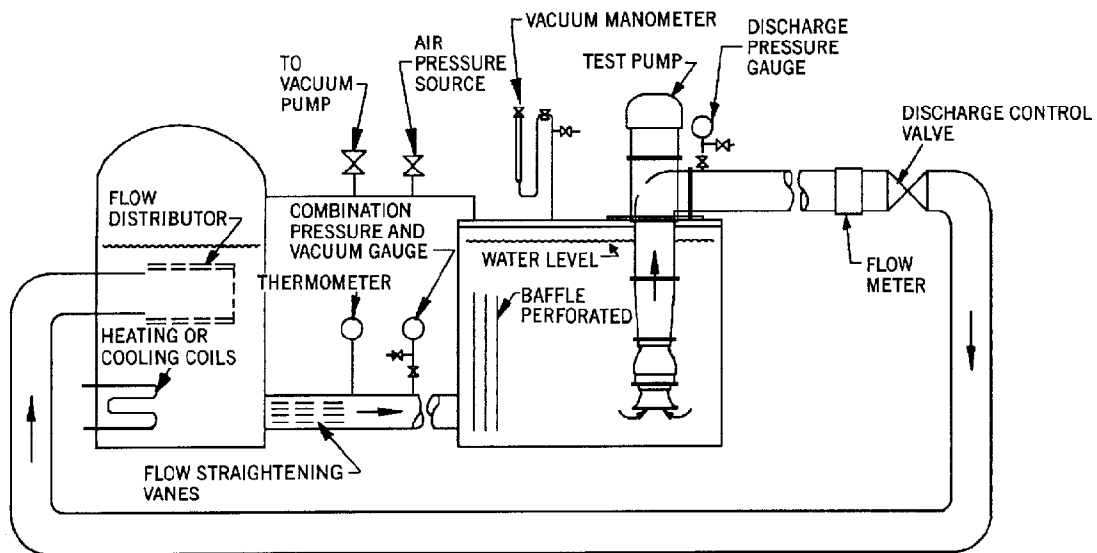 VACUUM MANOMETER
DISCHARGE
PRESSURE
GAUGE
AIR
PRESSURE
SOURCE
TEST PUMP
TO
VACUUM
PUMP
DISCHARGE CONTROL
VALVE
FLOW
DISTRIBUTOR
COMBINATION
PRESSURE AND
VACUUM GAUGE
WATER LEVEL
FLOW
METER
THERMOMETER
BAFFLE
PERFORATED
HEATING OR
COOLING COILS
FLOW STRAIGHTENING
VANES